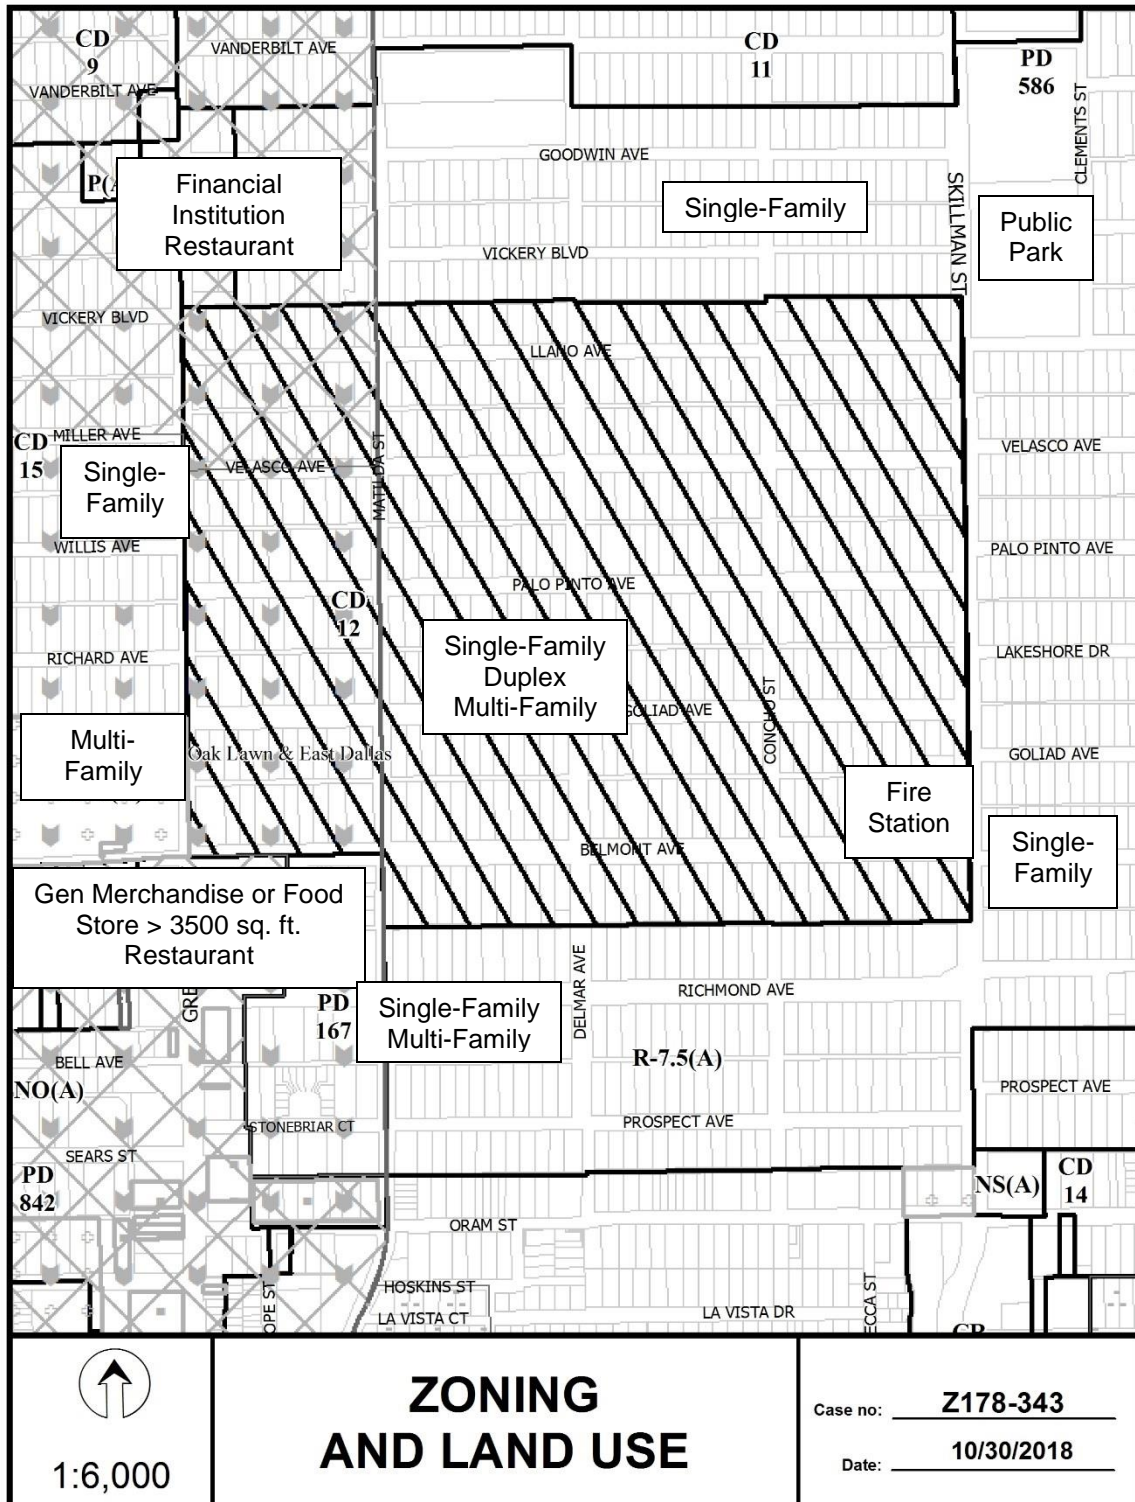 CD
9
VANDERBILT AVE
CD
11
PD
586
VANDERBILT AVE
CLEMENTS ST
GOODWIN AVE
P(A
Financial
Institution
Restaurant
Single-Family
SKILLMAN ST
Public
Park
VICKERY BLVD
VICKERY BLVD
LLANO AVE
MILLER AVE
CD
15
MATILDA ST
VELASCO AVE
Single-
Family
VELASCO AVE
WILLIS AVE
PALO PINTO AVE
PALO PINTO AVE
CD
12
Single-Family
Duplex
Multi-Family
RICHARD AVE
LAKESHORE DR
CONCHO ST
GOLIAD AVE
Multi-
Family
Oak Lawn & East Dallas
GOLIAD AVE
Fire
Station
BELMONT AVE
Single-
Family
Gen Merchandise or Food
Store > 3500 sq. ft.
Restaurant
GRE
DELMAR AVE
RICHMOND AVE
PD
167
Single-Family
Multi-Family
BELL AVE
R-7.5(A)
NO(A)
PROSPECT AVE
STONEBRIAR CT
PROSPECT AVE
SEARS ST
PD
842
NS(A)
CD
14
ORAM ST
OPE ST
HOSKINS ST
LA VISTA CT
ECCA ST
LA VISTA DR
1:6,000
ZONING
AND LAND USE
Case no: Z178-343
Date: 10/30/2018